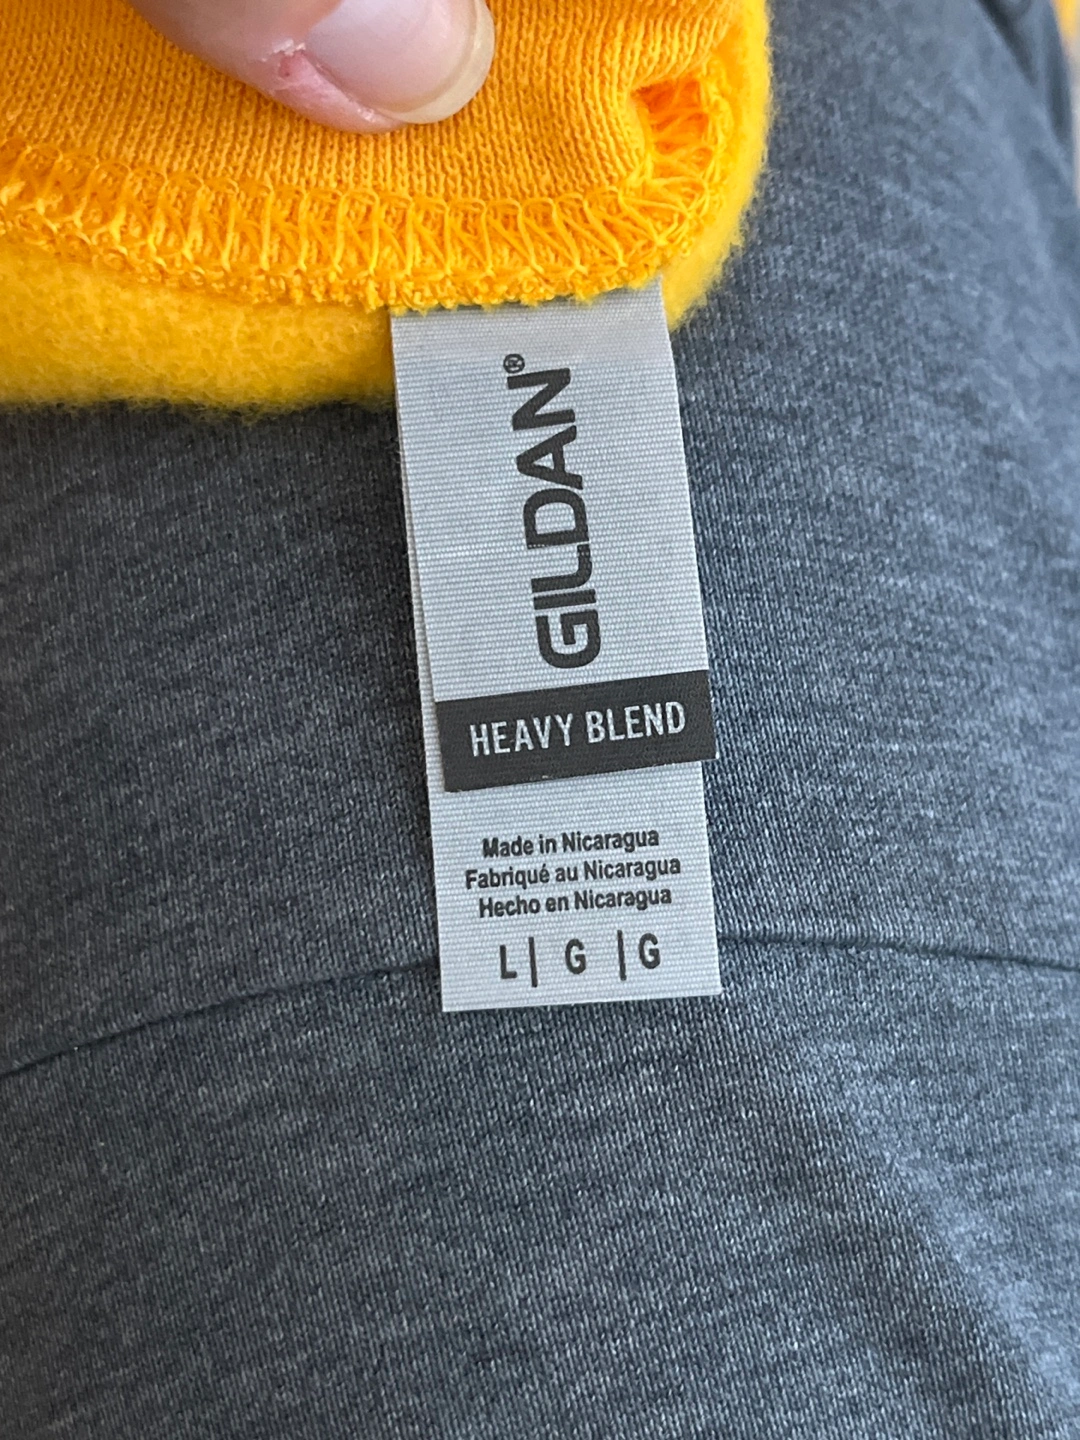 GILDAN®
HEAVY BLEND
Made in Nicaragua
Fabriqué au Nicaragua
Hecho en Nicaragua
L | G | G